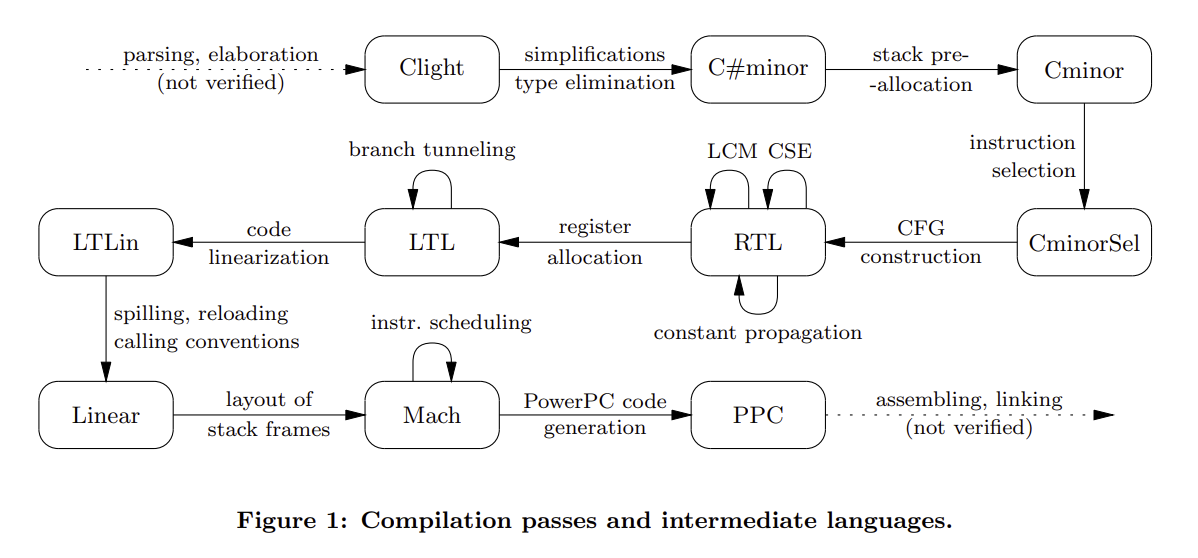 parsing, elaboration
(not verified)
Clight
simplifications
type elimination
C#minor
stack pre-
-allocation
Cminor
instruction
selection
CminorSel
CFG
construction
RTL
LCM
CSE
constant propagation
register
allocation
LTL
branch tunneling
code
linearization
LTLin
spilling, reloading
calling conventions
Linear
layout of
stack frames
Mach
instr. scheduling
PowerPC code
generation
PPC
assembling, linking
(not verified)
Figure 1: Compilation passes and intermediate languages.